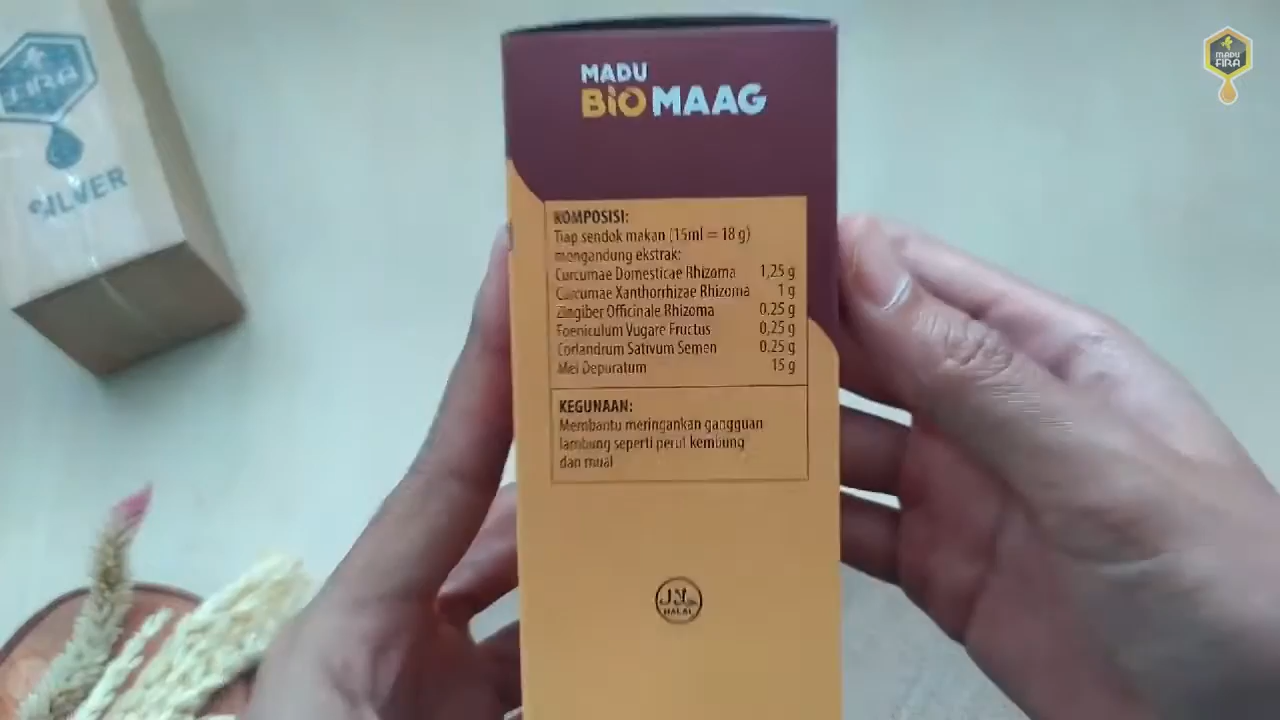 MADU
BIOMAAG
KOMPOSISI:
Tiap sendok makan (15ml = 18 g)
mengandung ekstrak:
Curcumae Domesticae Rhizoma 1,25 g
Curcumae Xanthorrhizae Rhizoma 1 g
Zingiber Officinale Rhizoma 0.25 g
Foeniculum Vugare Fructus 0,25 g
Coriandrum Sativum Semen 0.25 g
Mel Depuratum 15 g
KEGUNAAN:
Membantu meringankan gangguan
lambung seperti perut kembung
dan mual
HALAL
FIRA
SILVER
MADU
FIRA